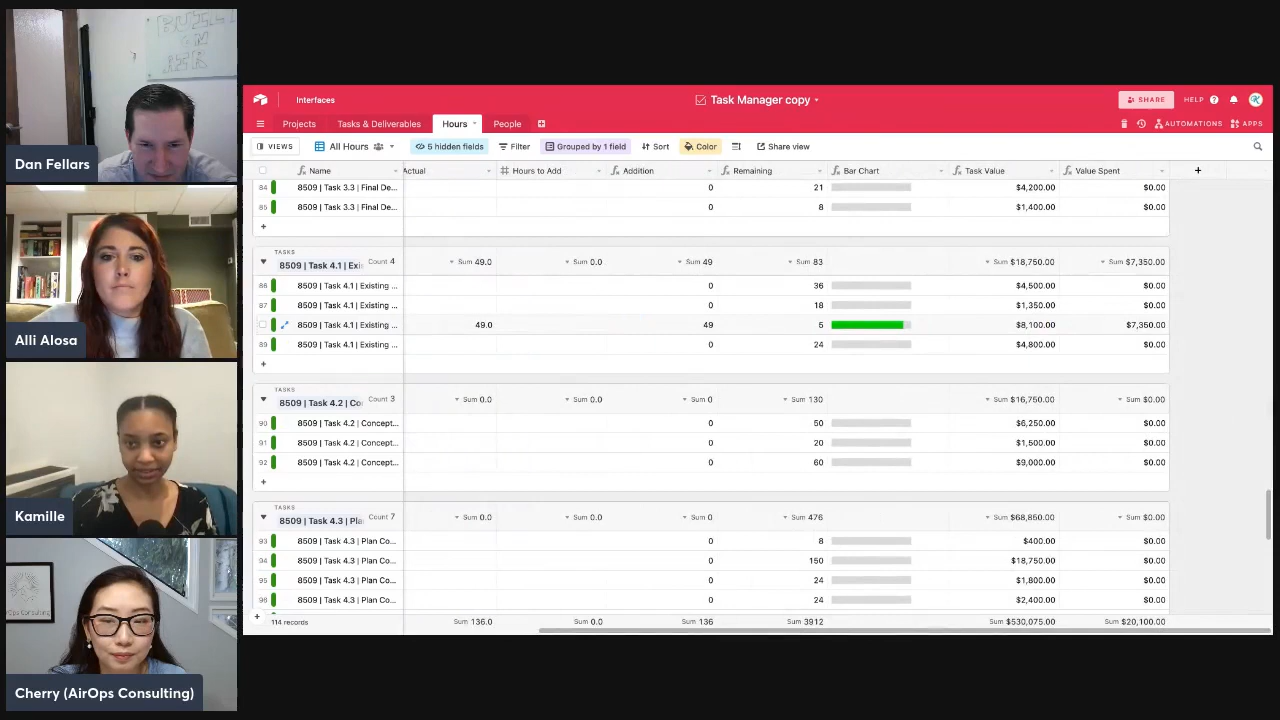 BUILT
ON
AIR
Dan Fellars
Alli Alosa
Kamille
Cherry (AirOps Consulting)
Ops Consulting
Interfaces
Task Manager copy
SHARE
HELP
Projects
Tasks & Deliverables
Hours
People
AUTOMATIONS
APPS
VIEWS
All Hours
5 hidden fields
Filter
Grouped by 1 field
Sort
Color
Share view
Name Actual Hours to Add Addition Remaining Bar Chart Task Value Value Spent
84 8509 | Task 3.3 | Final De... 0 21 $4,200.00 $0.00
85 8509 | Task 3.3 | Final De... 0 8 $1,400.00 $0.00
TASKS
8509 | Task 4.1 | Exis Count 4 Sum 49.0 Sum 0.0 Sum 49 Sum 83 Sum $18,750.00 Sum $7,350.00
86 8509 | Task 4.1 | Existing ... 0 36 $4,500.00 $0.00
87 8509 | Task 4.1 | Existing ... 0 18 $1,350.00 $0.00
8509 | Task 4.1 | Existing ... 49.0 49 5 $8,100.00 $7,350.00
89 8509 | Task 4.1 | Existing ... 0 24 $4,800.00 $0.00
TASKS
8509 | Task 4.2 | Co Count 3 Sum 0.0 Sum 0.0 Sum 0 Sum 130 Sum $16,750.00 Sum $0.00
90 8509 | Task 4.2 | Concept... 0 50 $6,250.00 $0.00
91 8509 | Task 4.2 | Concept... 0 20 $1,500.00 $0.00
92 8509 | Task 4.2 | Concept... 0 60 $9,000.00 $0.00
TASKS
8509 | Task 4.3 | Pla Count 7 Sum 0.0 Sum 0.0 Sum 0 Sum 476 Sum $68,850.00 Sum $0.00
93 8509 | Task 4.3 | Plan Co... 0 8 $400.00 $0.00
94 8509 | Task 4.3 | Plan Co... 0 150 $18,750.00 $0.00
95 8509 | Task 4.3 | Plan Co... 0 24 $1,800.00 $0.00
96 8509 | Task 4.3 | Plan Co... 0 24 $2,400.00 $0.00
114 records Sum 136.0 Sum 0.0 Sum 136 Sum 3912 Sum $530,075.00 Sum $20,100.00